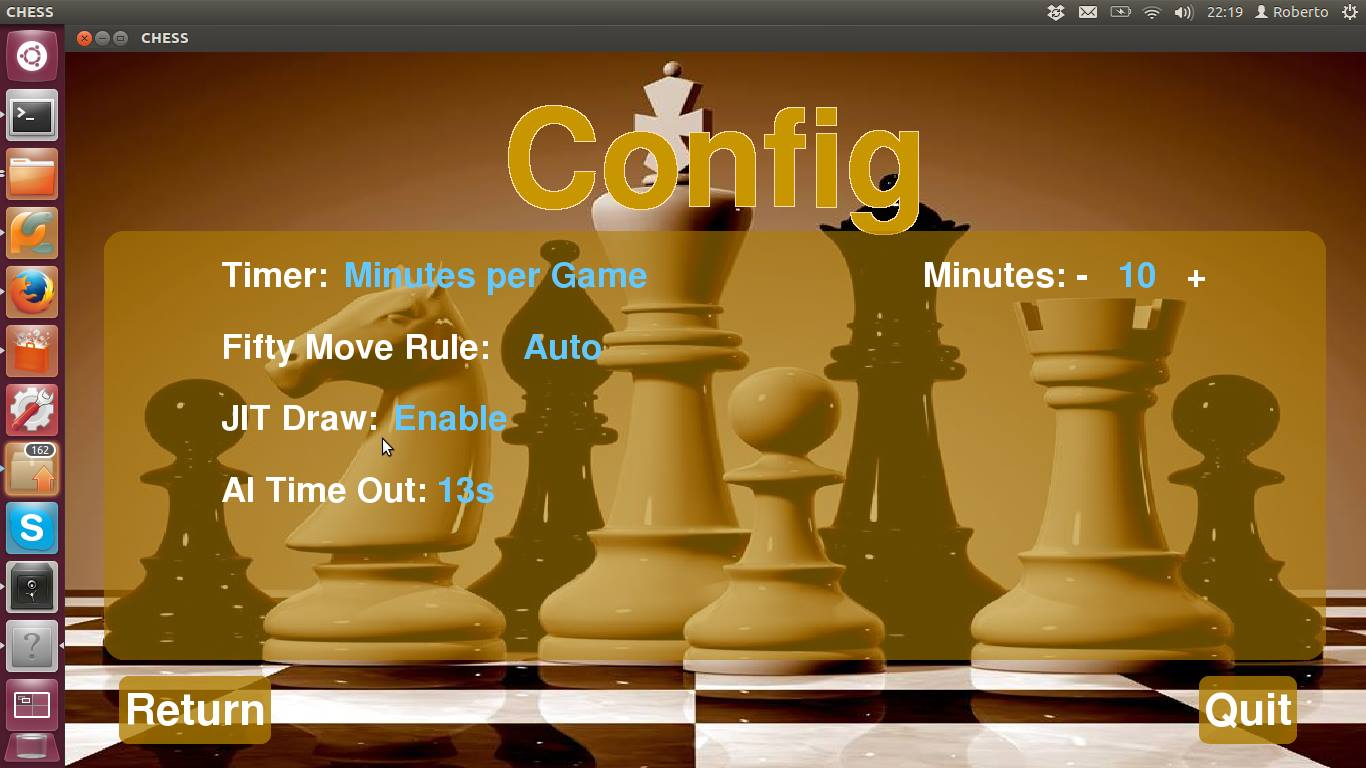 CHESS
22:19 Roberto
CHESS
Config
Timer: Minutes per Game Minutes: - 10 +
Fifty Move Rule: Auto
JIT Draw: Enable
AI Time Out: 13s
162
S
>_
?
Return Quit